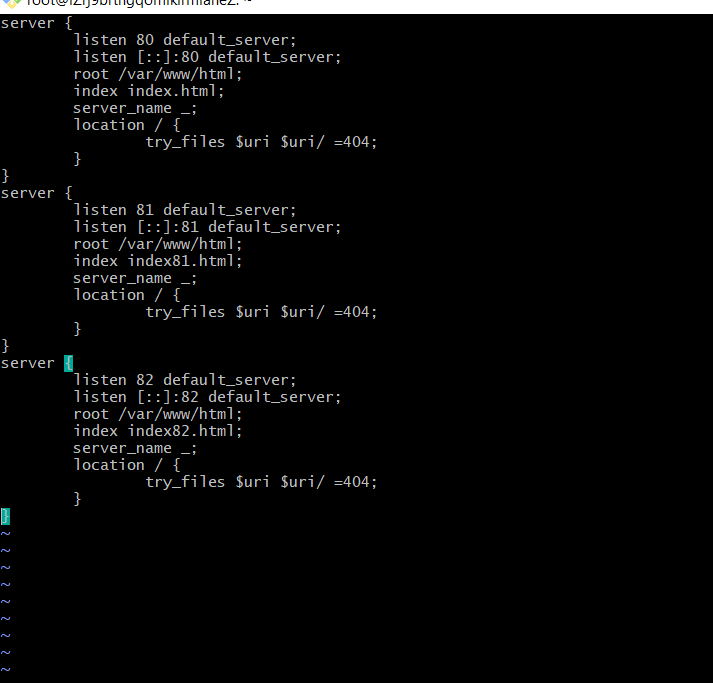 server {
        listen 80 default_server;
        listen [::]:80 default_server;
        root /var/www/html;
        index index.html;
        server_name _;
        location / {
                try_files $uri $uri/ =404;
        }
}
server {
        listen 81 default_server;
        listen [::]:81 default_server;
        root /var/www/html;
        index index81.html;
        server_name _;
        location / {
                try_files $uri $uri/ =404;
        }
}
server {
        listen 82 default_server;
        listen [::]:82 default_server;
        root /var/www/html;
        index index82.html;
        server_name _;
        location / {
                try_files $uri $uri/ =404;
        }
}
~
~
~
~
~
~
~
~
~